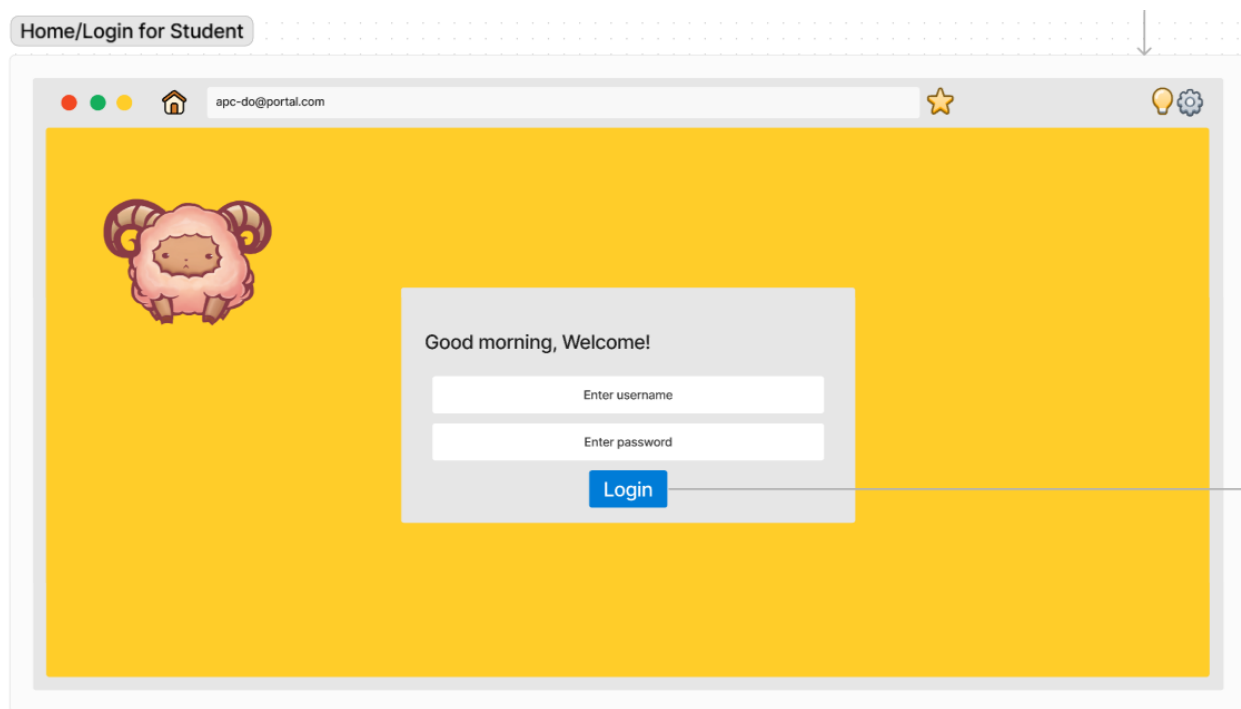 Home/Login for Student
apc-do@portal.com
Good morning, Welcome!
Enter username
Enter password
Login